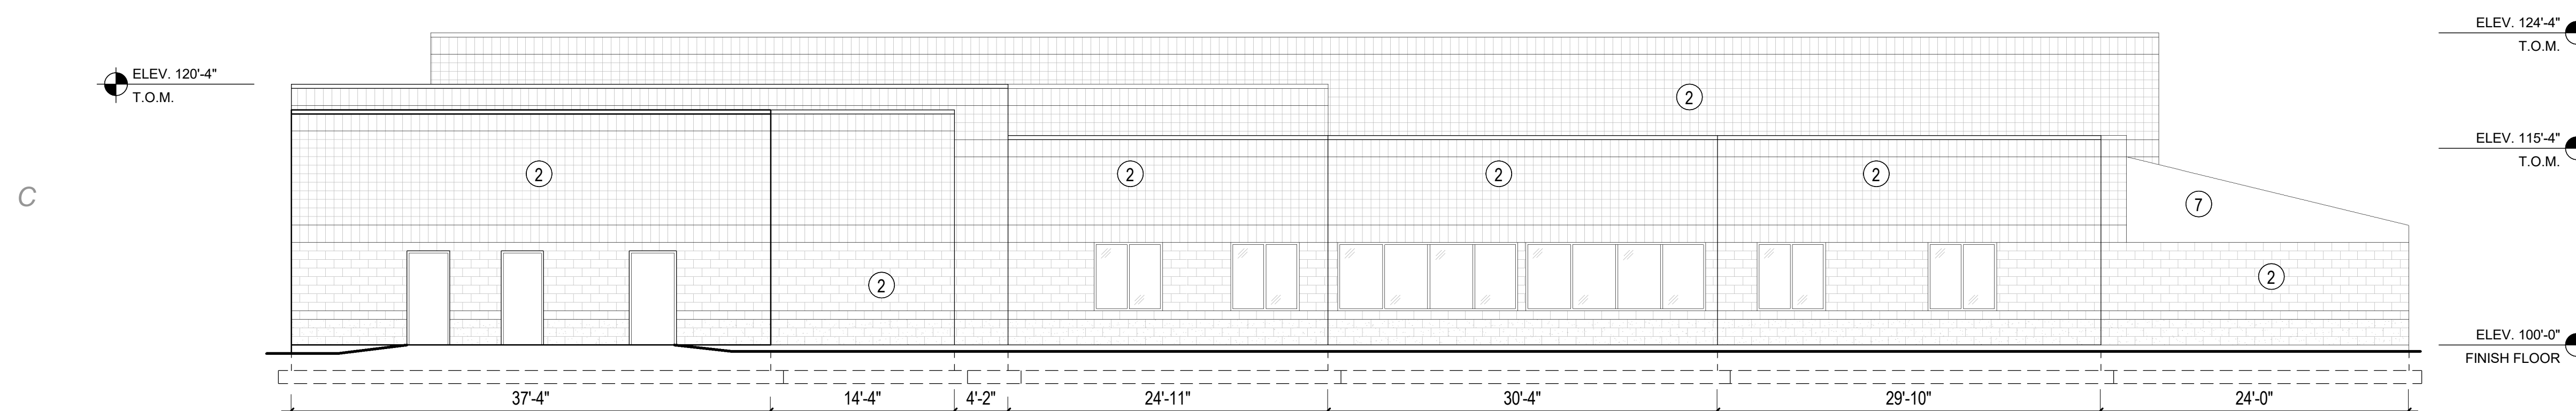 ELEV. 124'-4"
T.O.M.
ELEV. 120'-4"
T.O.M.
2
ELEV. 115'-4"
T.O.M.
2
2
2
2
C
7
2
2
ELEV. 100'-0"
FINISH FLOOR
37'-4"
14'-4"
4'-2"
24'-11"
30'-4"
29'-10"
24'-0"